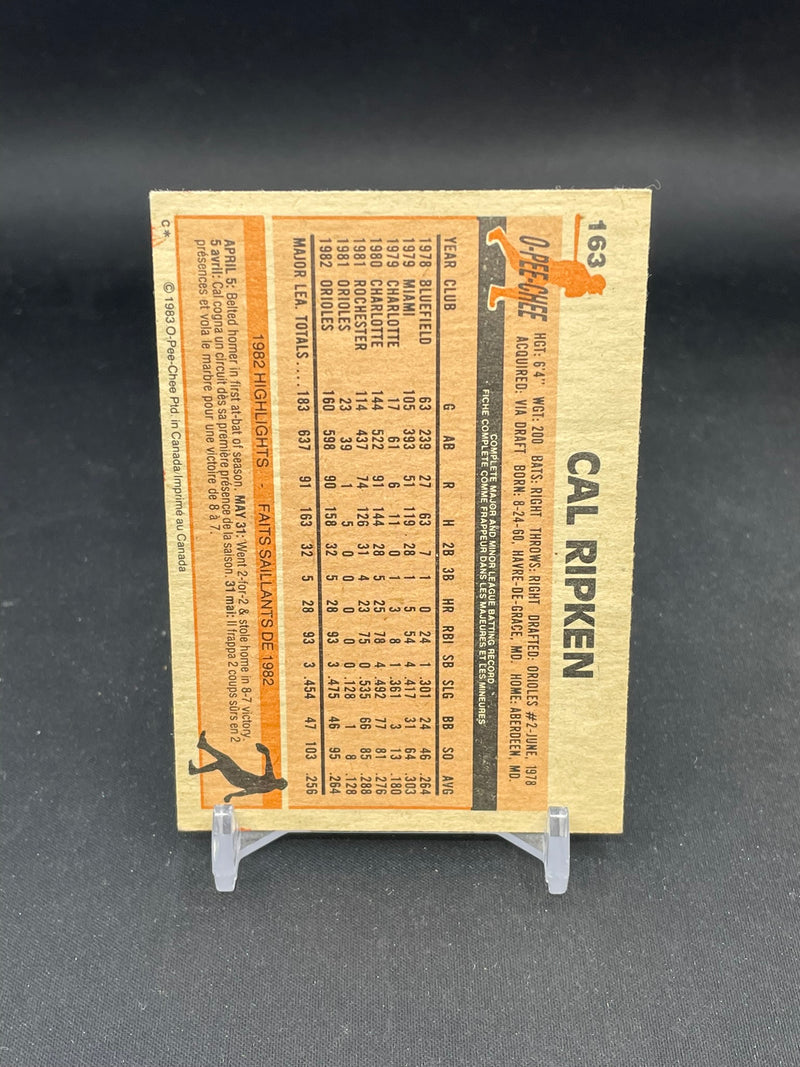 163
CAL RIPKEN
O-PEE-CHEE
HGT: 6'4" WGT: 200 BATS: RIGHT THROWS: RIGHT DRAFTED: ORIOLES #2-JUNE, 1978
ACQUIRED: VIA DRAFT BORN: 8-24-60, HAVRE-DE-GRACE, MD. HOME: ABERDEEN, MD.
COMPLETE MAJOR AND MINOR LEAGUE BATTING RECORD
FICHE COMPLETE COMME FRAPPEUR DANS LES MAJEURES ET LES MINEURES
YEAR CLUB G AB R H 2B 3B HR RBI SB SLG BB SO AVG
1978 BLUEFIELD 63 239 27 63 7 1 0 24 1 .301 24 46 .264
1979 MIAMI 105 393 51 119 28 1 5 54 4 .417 31 64 .303
1979 CHARLOTTE 17 61 6 11 0 1 3 8 1 .361 3 13 .180
1980 CHARLOTTE 144 522 91 144 28 5 25 78 4 .492 77 81 .276
1981 ROCHESTER 114 437 74 126 31 4 23 75 0 .535 66 85 .288
1981 ORIOLES 23 39 1 5 0 0 0 0 0 .128 1 8 .128
1982 ORIOLES 160 598 90 158 32 5 28 93 3 .475 46 95 .264
MAJOR LEA. TOTALS.... 183 637 91 163 32 5 28 93 3 .454 47 103 .256
1982 HIGHLIGHTS - FAITS SAILLANTS DE 1982
APRIL 5: Belted homer in first at-bat of season. MAY 31: Went 2-for-2 & stole home in 8-7 victory.
5 avril: Cal cogna un circuit dès sa première présence de la saison. 31 mai: Il frappa 2 coups sûrs en 2
présences et vola le marbre pour une victoire de 8 à 7.
C* © 1983 O-Pee-Chee Ptd. in Canada/Imprimé au Canada